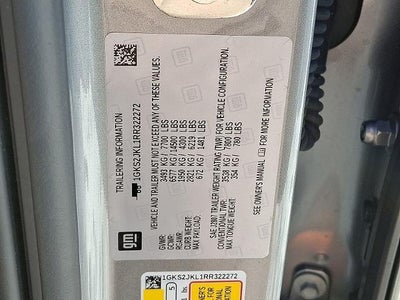 TRAILERING INFORMATION
1GKS2JKL1RR322272
VEHICLE AND TRAILER MUST NOT EXCEED ANY OF THESE VALUES.
GVWR: 3493 KG / 7700 LBS
GCWR: 6577 KG / 14500 LBS
RGAWR: 1950 KG / 4300 LBS
CURB WEIGHT: 2821 KG / 6219 LBS
MAX PAYLOAD: 672 KG / 1481 LBS
SAE J2807 TRAILER WEIGHT RATING TWR FOR VEHICLE CONFIGURATION.
CONVENTIONAL TWR: 3538 KG / 7800 LBS
MAX TONGUE WEIGHT: 354 KG / 780 LBS
SEE OWNER'S MANUAL FOR MORE INFORMATION
gm
1GKS2JKL1RR322272